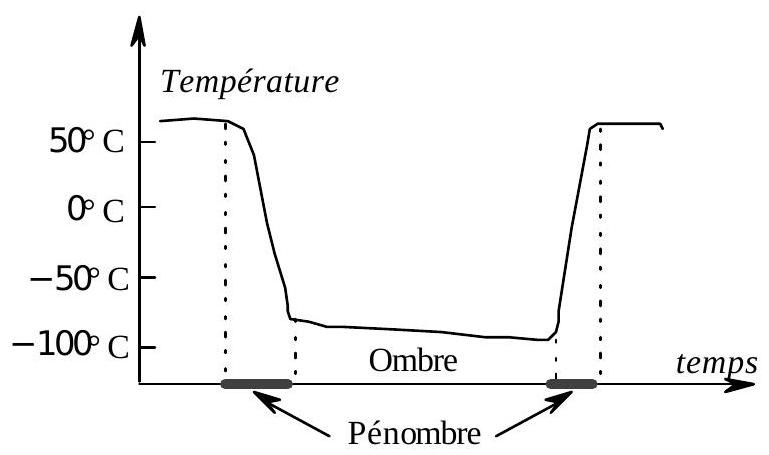 Température
50° C
0° C
−50° C
−100° C
Ombre
temps
Pénombre